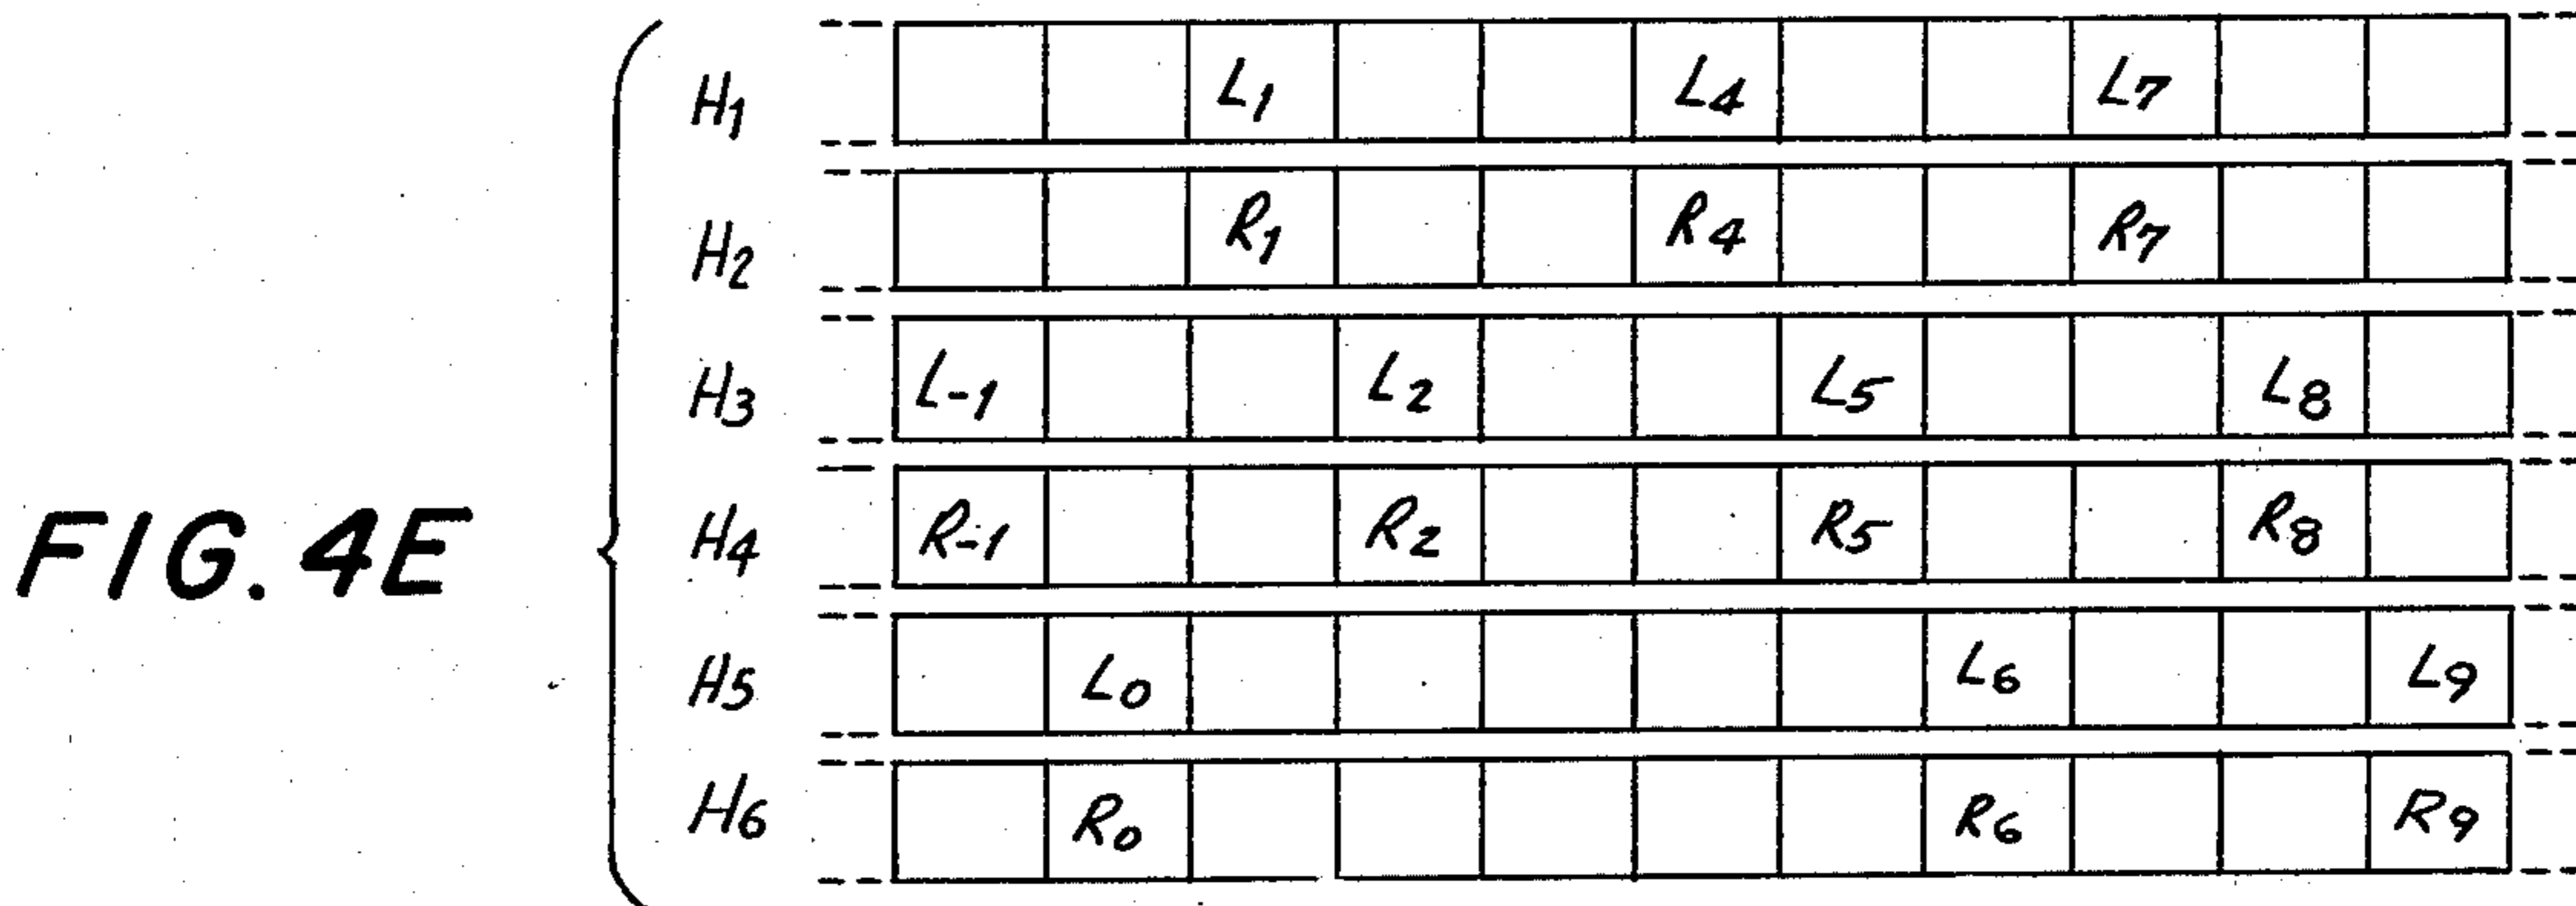 H1 L1 L4 L7
H2 R1 R4 R7
H3 L-1 L2 L5 L8
FIG. 4E
H4 R-1 R2 R5 R8
H5 L0 L6 L9
H6 R0 R6 R9